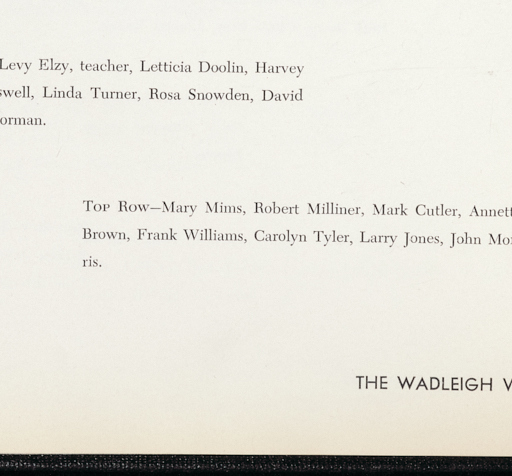 Levy Elzy, teacher, Letticia Doolin, Harvey
swell, Linda Turner, Rosa Snowden, David
orman.
Top Row—Mary Mims, Robert Milliner, Mark Cutler, Annett
Brown, Frank Williams, Carolyn Tyler, Larry Jones, John Mor
ris.
THE WADLEIGH